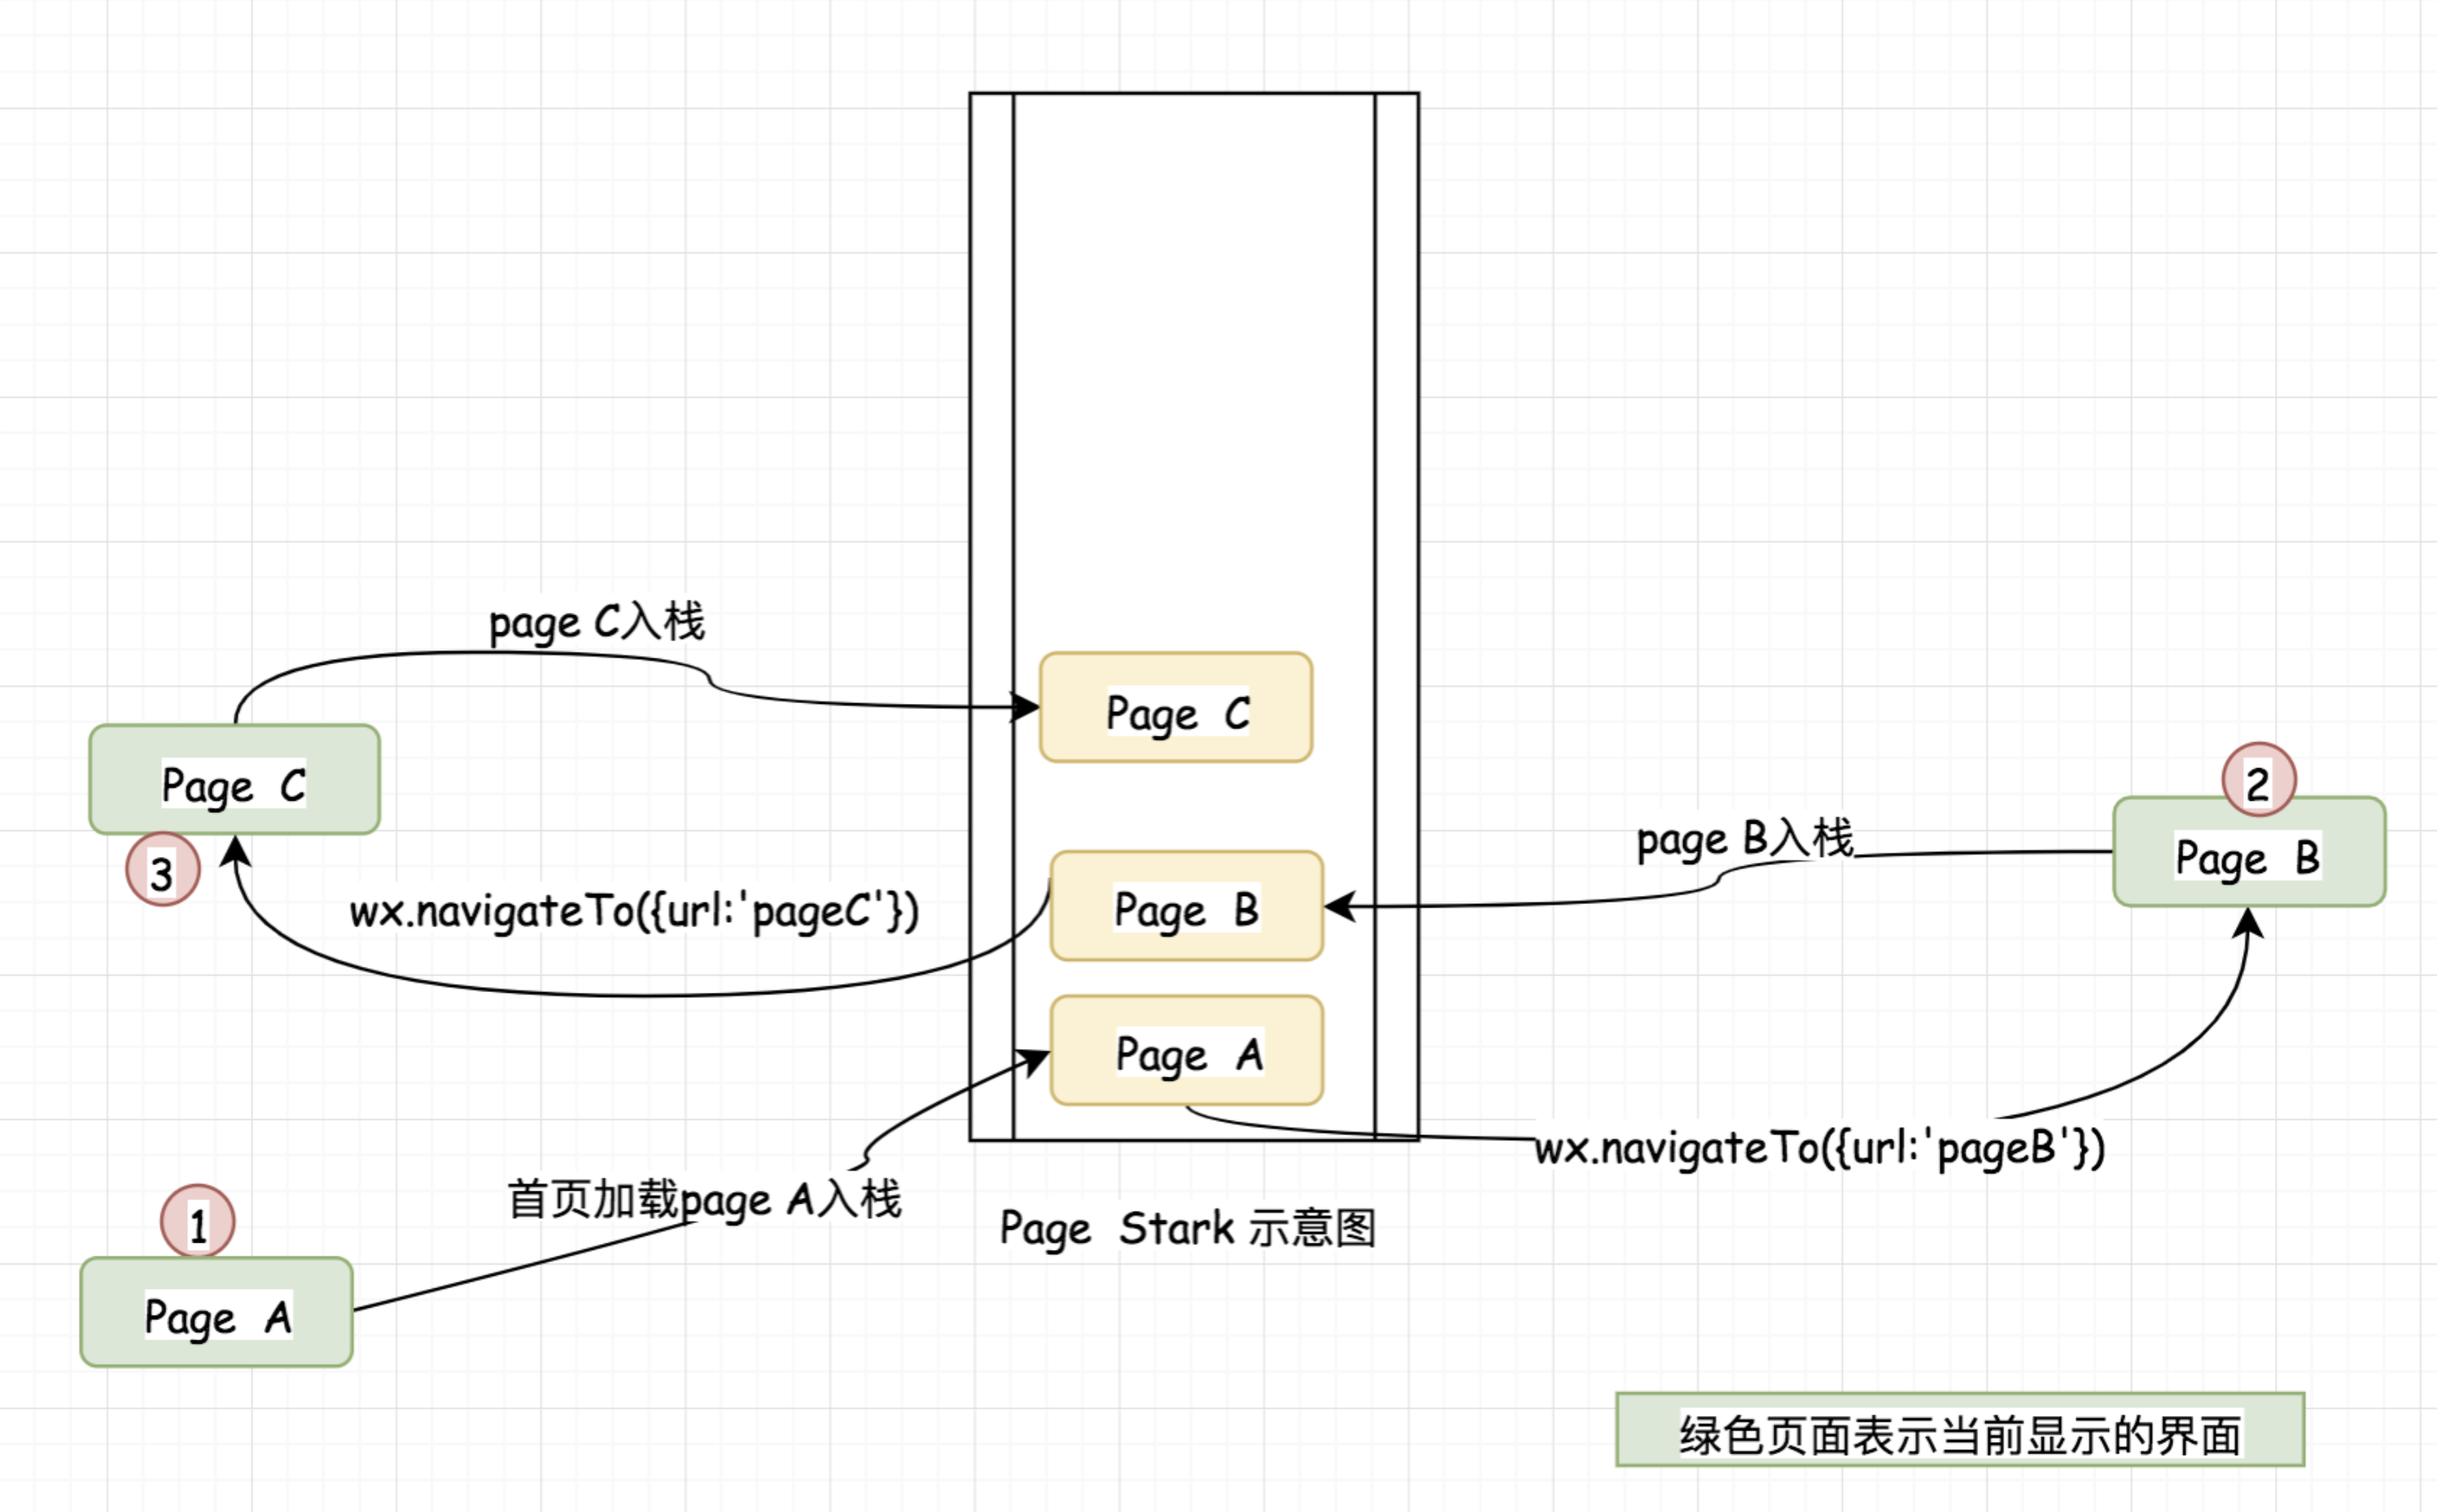 page C入栈
Page C
Page C
3
wx.navigateTo({url:'pageC'})
2
page B入栈
Page B
Page B
Page A
wx.navigateTo({url:'pageB'})
首页加载page A入栈
1
Page A
Page Stark 示意图
绿色页面表示当前显示的界面